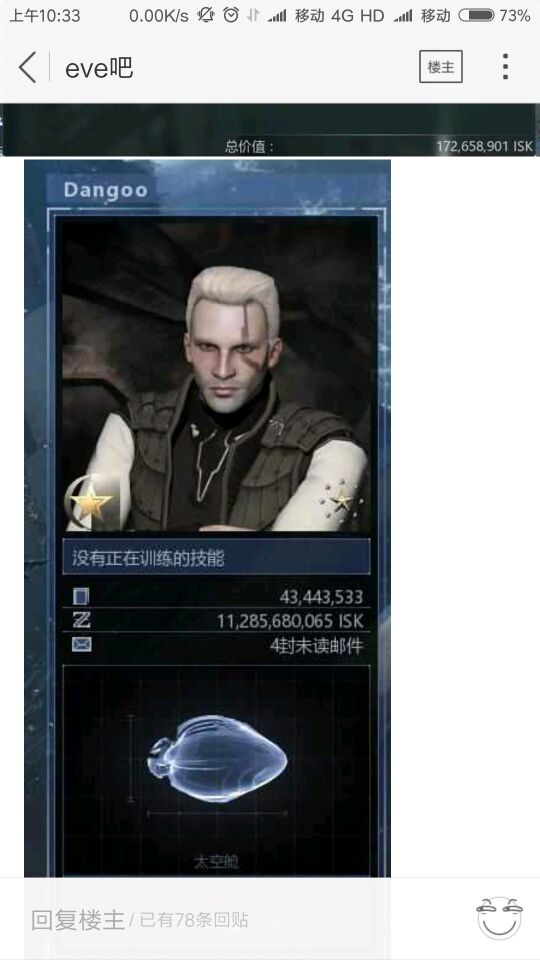 上午10:33 0.00K/s 移动 4G HD 移动 73%
eve吧 楼主
总价值： 172,658,901 ISK
Dangoo
没有正在训练的技能
43,443,533
11,285,680,065 ISK
4封未读邮件
太空舱
回复楼主 / 已有78条回贴